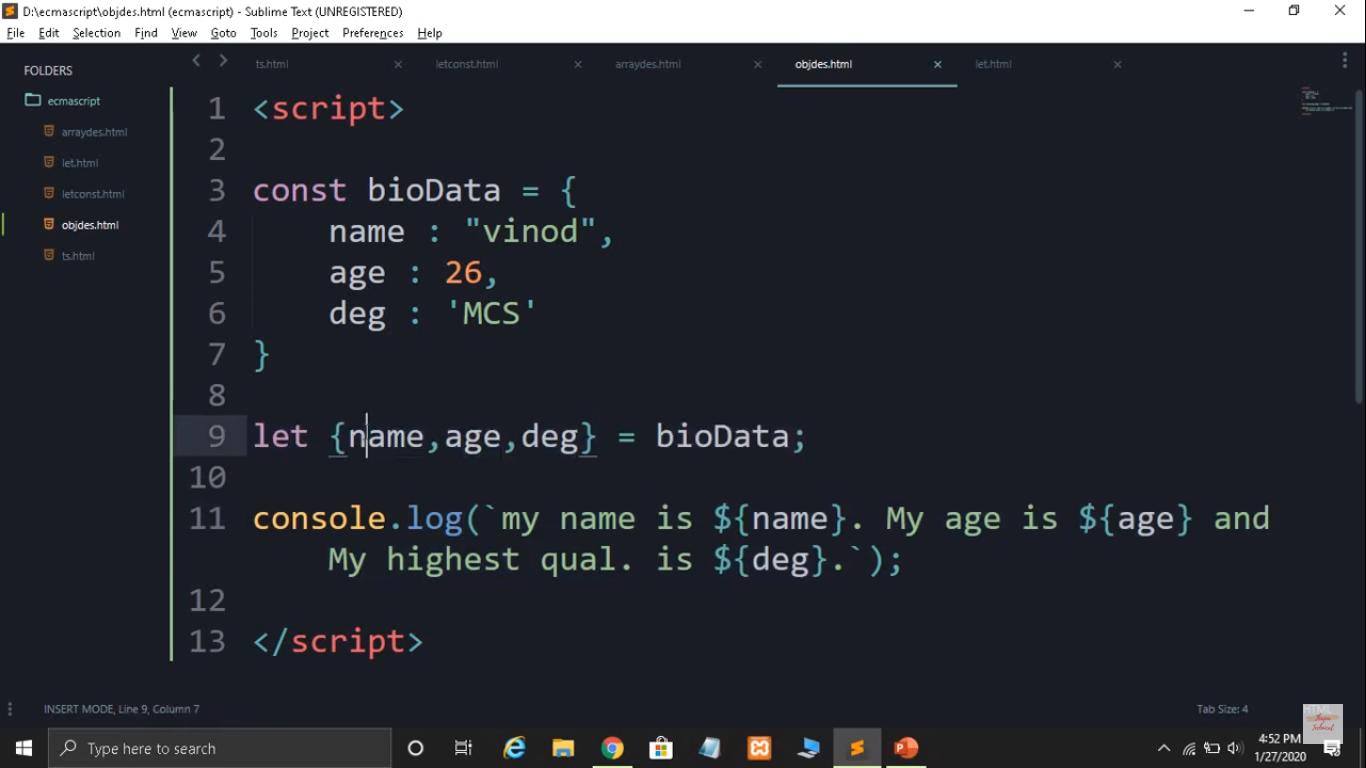 D:\ecmascript\objdes.html (ecmascript) - Sublime Text (UNREGISTERED)
File Edit Selection Find View Goto Tools Project Preferences Help
FOLDERS
ecmascript
arraydes.html
let.html
letconst.html
objdes.html
ts.html
ts.html letconst.html arraydes.html objdes.html let.html
1 <script>
2
3 const bioData = {
4 name : "vinod",
5 age : 26,
6 deg : 'MCS'
7 }
8
9 let {name,age,deg} = bioData;
10
11 console.log(`my name is ${name}. My age is ${age} and
My highest qual. is ${deg}.`);
12
13 </script>
INSERT MODE, Line 9, Column 7
Tab Size: 4
HTML
Type here to search
4:52 PM
1/27/2020